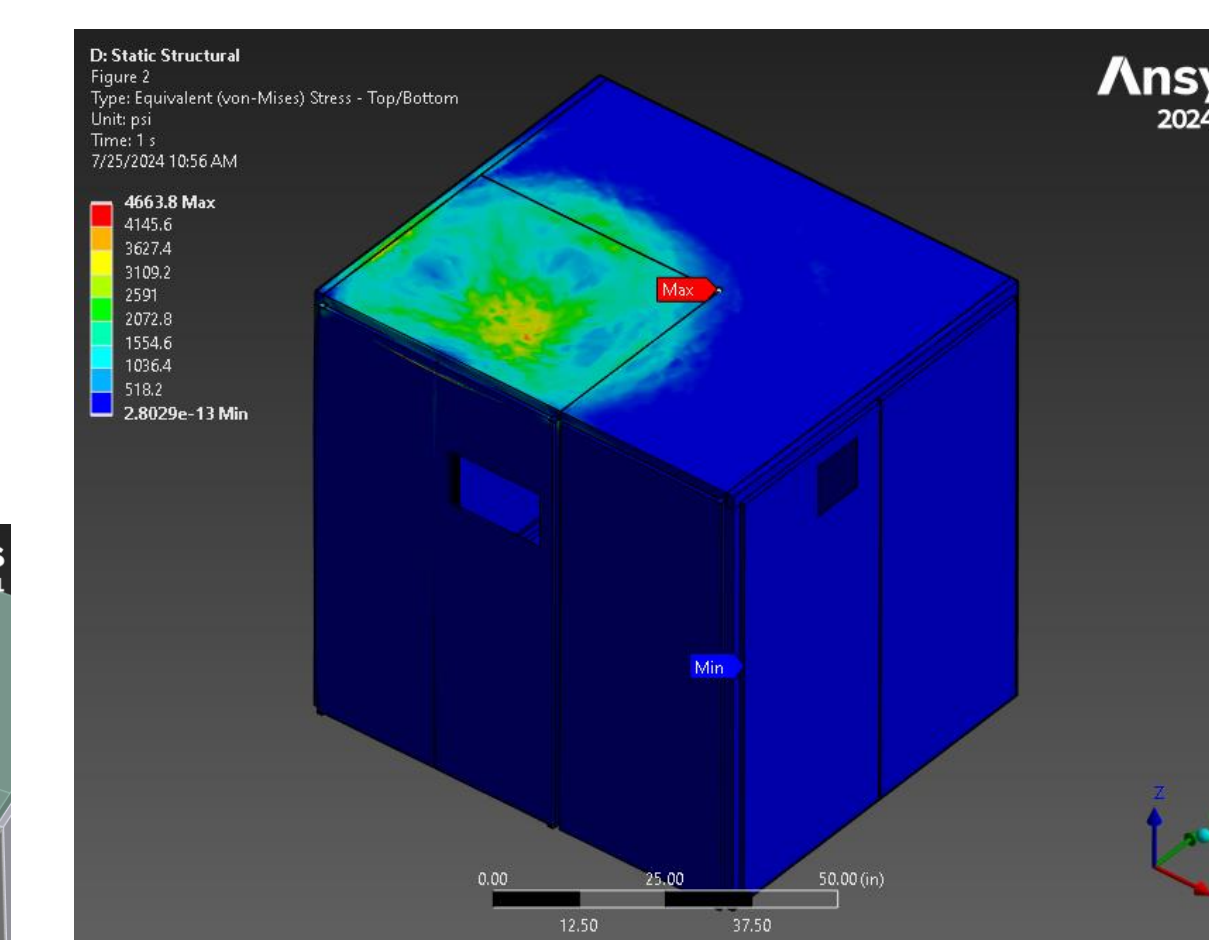 D: Static Structural
Figure 2
Type: Equivalent (von-Mises) Stress - Top/Bottom
Unit: psi
Time: 1 s
7/25/2024 10:56 AM
4663.8 Max
4145.6
3627.4
3109.2
2591
2072.8
1554.6
1036.4
518.2
2.8029e-13 Min
Ansy
2024
Max
Min
Z
0.00 25.00 50.00 (in)
12.50 37.50